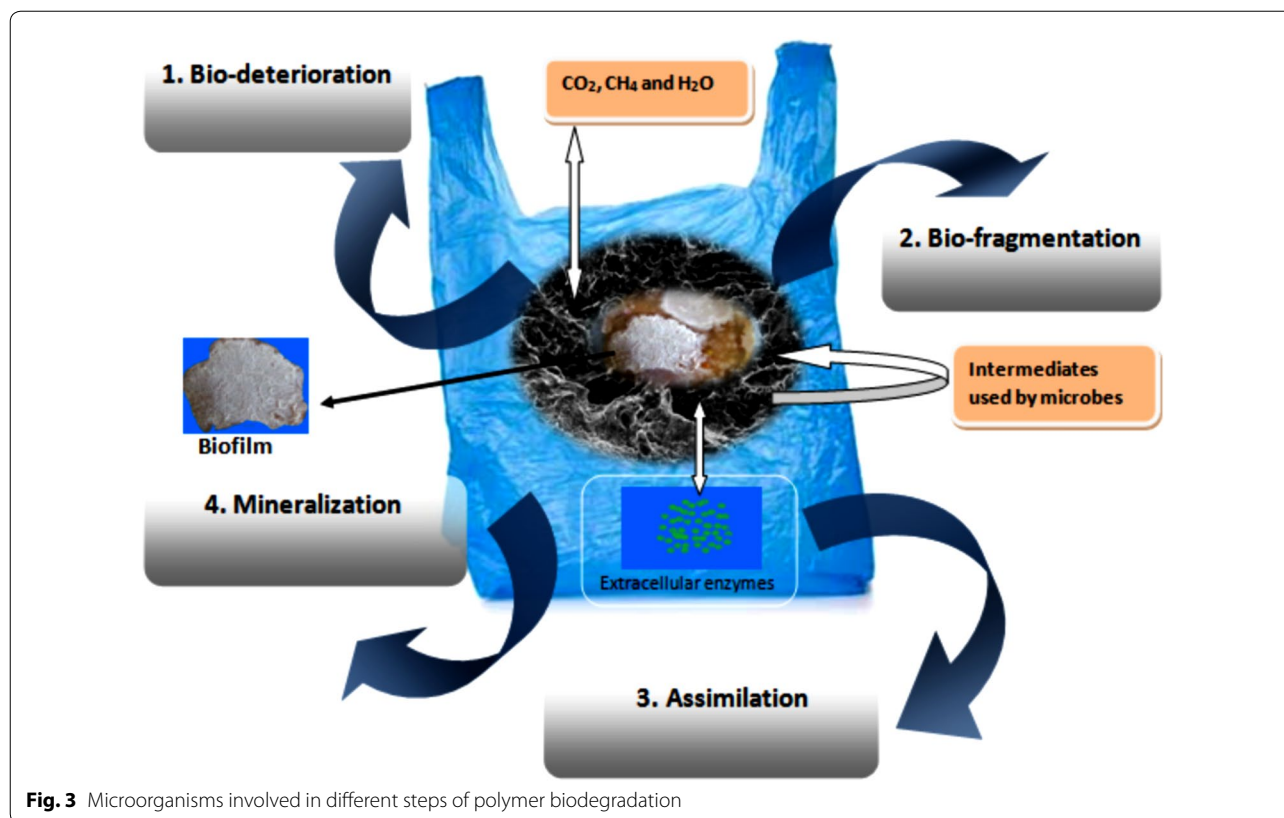 1. Bio-deterioration
CO₂, CH₄ and H₂O
2. Bio-fragmentation
Intermediates
used by microbes
Biofilm
4. Mineralization
Extracellular enzymes
3. Assimilation
Fig. 3 Microorganisms involved in different steps of polymer biodegradation